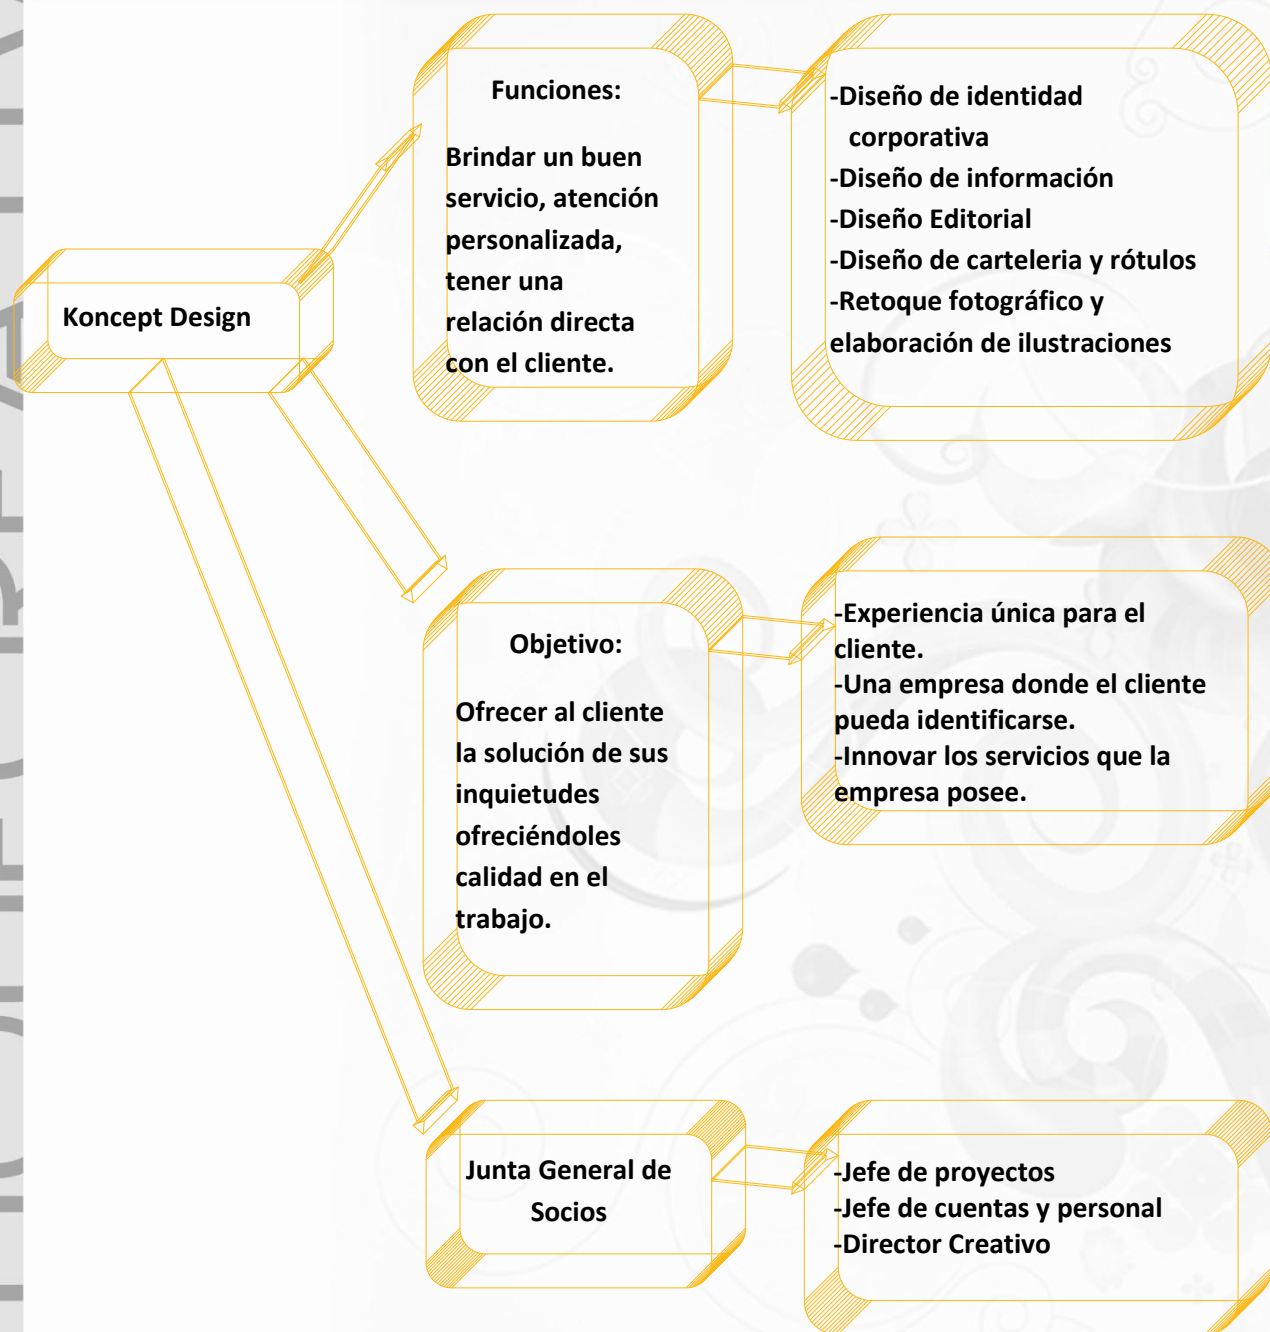 Koncept Design
Funciones:
Brindar un buen
servicio, atención
personalizada,
tener una
relación directa
con el cliente.
-Diseño de identidad
corporativa
-Diseño de información
-Diseño Editorial
-Diseño de carteleria y rótulos
-Retoque fotográfico y
elaboración de ilustraciones
Objetivo:
Ofrecer al cliente
la solución de sus
inquietudes
ofreciéndoles
calidad en el
trabajo.
-Experiencia única para el
cliente.
-Una empresa donde el cliente
pueda identificarse.
-Innovar los servicios que la
empresa posee.
Junta General de
Socios
-Jefe de proyectos
-Jefe de cuentas y personal
-Director Creativo